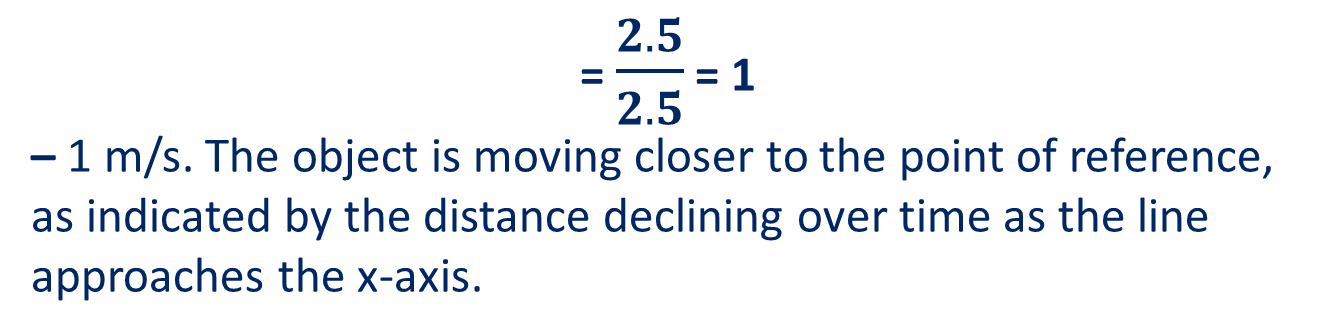 = 2.5/2.5 = 1
– 1 m/s. The object is moving closer to the point of reference,
as indicated by the distance declining over time as the line
approaches the x-axis.